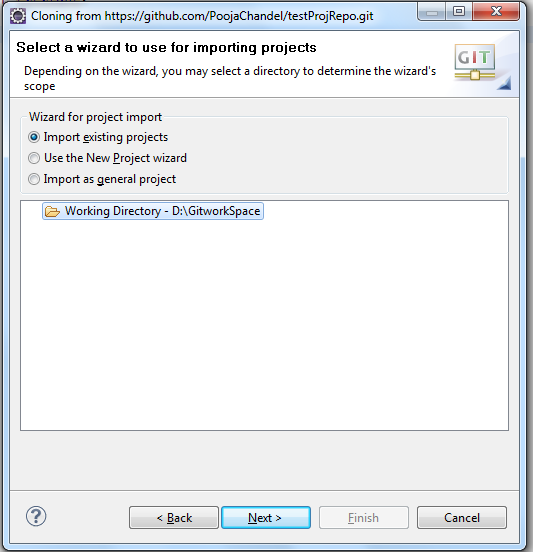 Cloning from https://github.com/PoojaChandel/testProjRepo.git
Select a wizard to use for importing projects
Depending on the wizard, you may select a directory to determine the wizard's
scope
GIT
Wizard for project import
Import existing projects
Use the New Project wizard
Import as general project
Working Directory - D:\GitworkSpace
?
< Back
Next >
Finish
Cancel